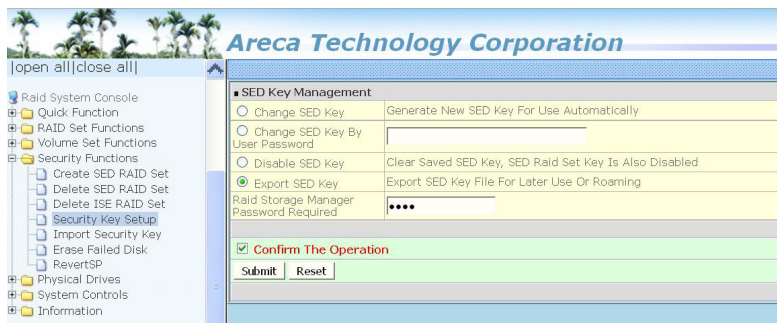 Areca Technology Corporation
|open all|close all|
Raid System Console
Quick Function
RAID Set Functions
Volume Set Functions
Security Functions
Create SED RAID Set
Delete SED RAID Set
Delete ISE RAID Set
Security Key Setup
Import Security Key
Erase Failed Disk
RevertSP
Physical Drives
System Controls
Information
SED Key Management
Change SED Key Generate New SED Key For Use Automatically
Change SED Key By
User Password
Disable SED Key Clear Saved SED Key, SED Raid Set Key Is Also Disabled
Export SED Key Export SED Key File For Later Use Or Roaming
Raid Storage Manager
Password Required ••••
Confirm The Operation
Submit Reset